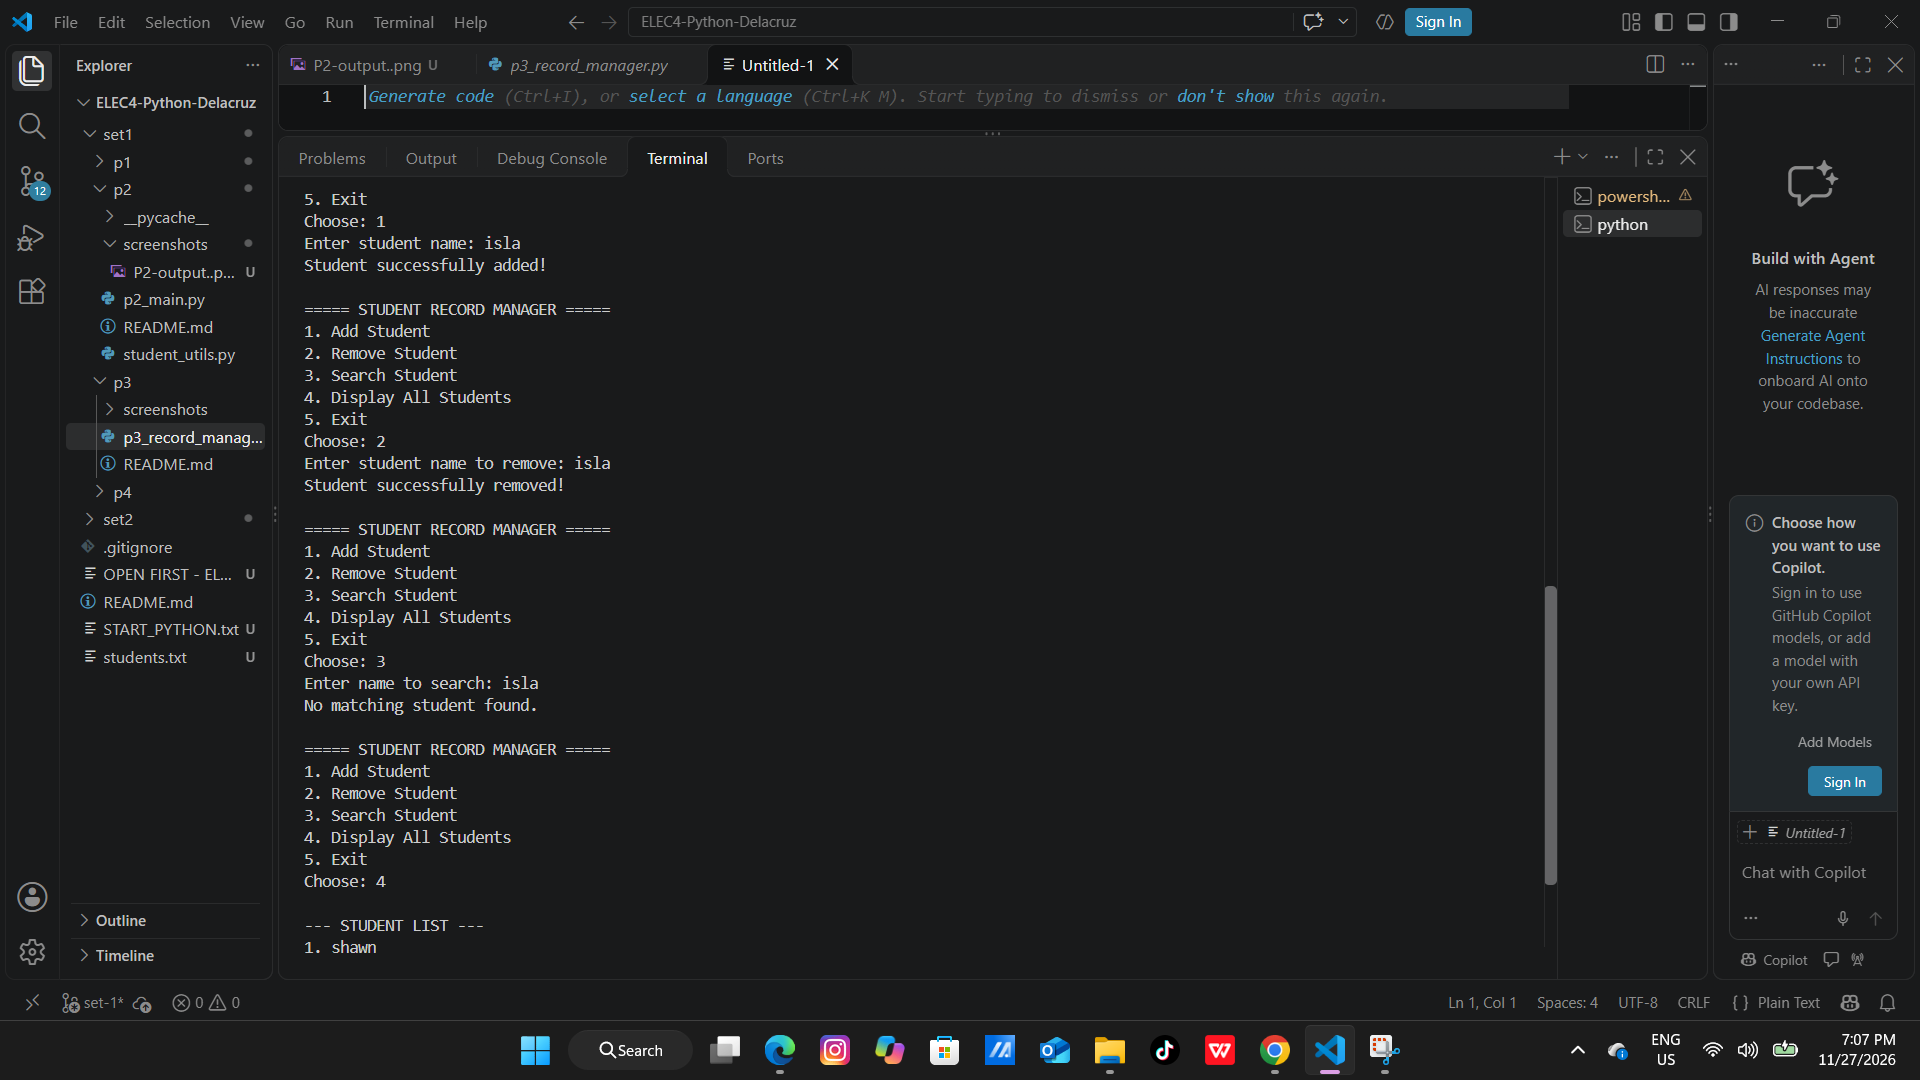 File Edit Selection View Go Run Terminal Help
ELEC4-Python-Delacruz
Sign In
Explorer
ELEC4-Python-Delacruz
set1
p1
p2
__pycache__
screenshots
P2-output..p... U
p2_main.py
README.md
student_utils.py
p3
screenshots
p3_record_manag...
README.md
p4
set2
.gitignore
OPEN FIRST - EL... U
README.md
START_PYTHON.txt U
students.txt U
Outline
Timeline
12
P2-output..png U
p3_record_manager.py
Untitled-1
1 Generate code (Ctrl+I), or select a language (Ctrl+K M). Start typing to dismiss or don't show this again.
Problems Output Debug Console Terminal Ports
5. Exit
Choose: 1
Enter student name: isla
Student successfully added!
===== STUDENT RECORD MANAGER =====
1. Add Student
2. Remove Student
3. Search Student
4. Display All Students
5. Exit
Choose: 2
Enter student name to remove: isla
Student successfully removed!
===== STUDENT RECORD MANAGER =====
1. Add Student
2. Remove Student
3. Search Student
4. Display All Students
5. Exit
Choose: 3
Enter name to search: isla
No matching student found.
===== STUDENT RECORD MANAGER =====
1. Add Student
2. Remove Student
3. Search Student
4. Display All Students
5. Exit
Choose: 4
--- STUDENT LIST ---
1. shawn
powersh...
python
Build with Agent
AI responses may
be inaccurate
Generate Agent
Instructions to
onboard AI onto
your codebase.
Choose how
you want to use
Copilot.
Sign in to use
GitHub Copilot
models, or add
a model with
your own API
key.
Add Models
Sign In
Untitled-1
Chat with Copilot
Copilot
set-1* 0 0
Ln 1, Col 1 Spaces: 4 UTF-8 CRLF { } Plain Text
Search
ENG
US
7:07 PM
11/27/2026